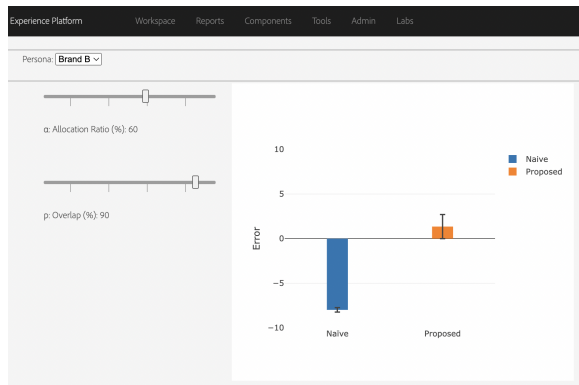 Experience Platform Workspace Reports Components Tools Admin Labs
Persona: Brand B
α: Allocation Ratio (%): 60
ρ: Overlap (%): 90
10
5
0
−5
−10
Error
Naive
Proposed
Naive Proposed